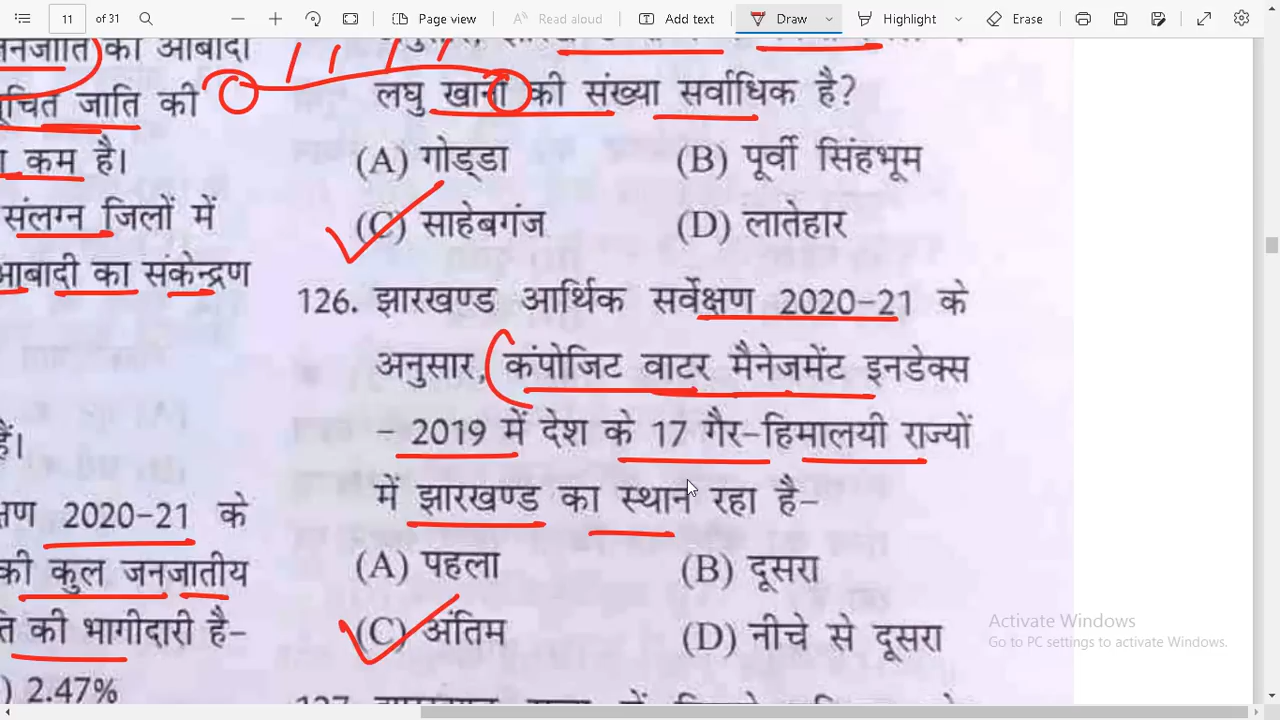 11 of 31
Page view
Read aloud
Add text
Draw
Highlight
Erase
जनजाति की आबादी
जाति की
कम है।
संलग्न जिलों में
आबादी का संकेन्द्रण
हैं।
2020-21 के
की कुल जनजातीय
की भागीदारी है-
2.47%
लघु खानों की संख्या सर्वाधिक है?
(A) गोड्डा (B) पूर्वी सिंहभूम
(C) साहेबगंज (D) लातेहार
126. झारखण्ड आर्थिक सर्वेक्षण 2020-21 के
अनुसार, कंपोजिट वाटर मैनेजमेंट इनडेक्स
- 2019 में देश के 17 गैर-हिमालयी राज्यों
में झारखण्ड का स्थान रहा है-
(A) पहला (B) दूसरा
(C) अंतिम (D) नीचे से दूसरा
Activate Windows
Go to PC settings to activate Windows.